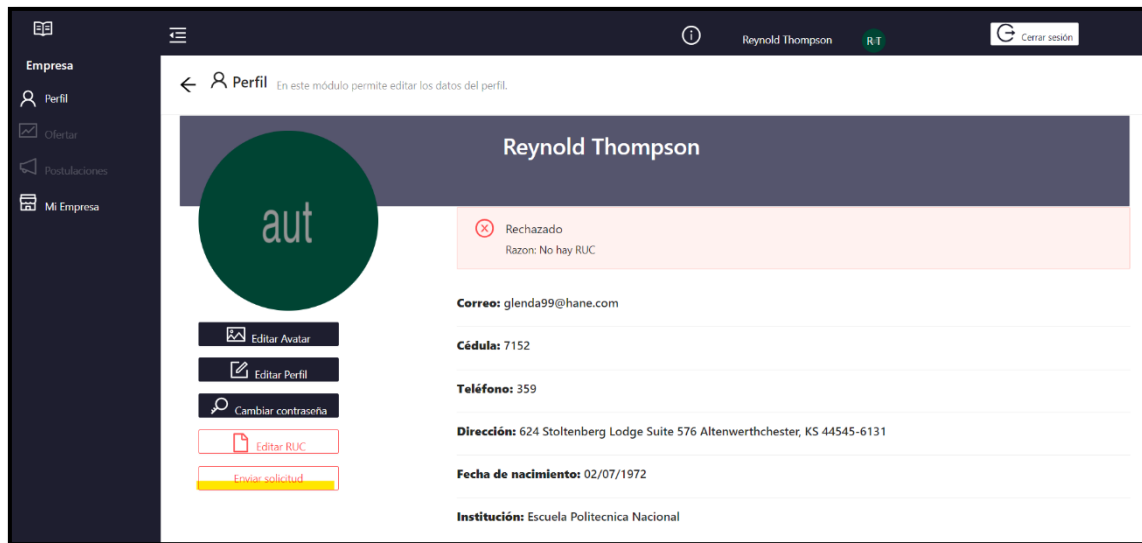 Reynold Thompson
R-T
Cerrar sesión
Empresa
Perfil
Ofertar
Postulaciones
Mi Empresa
Perfil En este módulo permite editar los datos del perfil.
Reynold Thompson
aut
Editar Avatar
Editar Perfil
Cambiar contraseña
Editar RUC
Enviar solicitud
Rechazado
Razon: No hay RUC
Correo: glenda99@hane.com
Cédula: 7152
Teléfono: 359
Dirección: 624 Stoltenberg Lodge Suite 576 Altenwerthchester, KS 44545-6131
Fecha de nacimiento: 02/07/1972
Institución: Escuela Politecnica Nacional